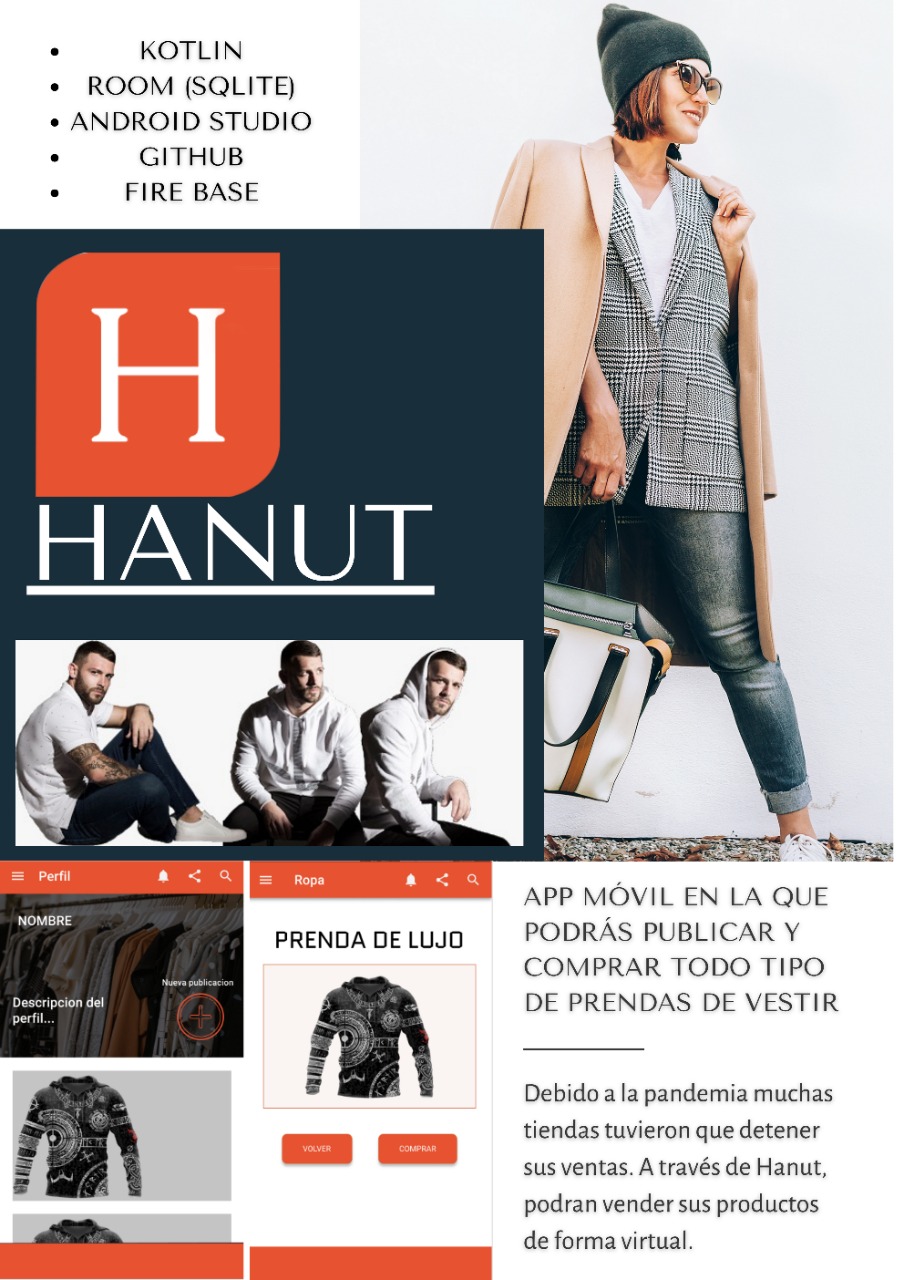 KOTLIN
ROOM (SQLITE)
ANDROID STUDIO
GITHUB
FIRE BASE
H
HANUT
Perfil
NOMBRE
Nueva publicacion
Descripcion del
perfil...
Ropa
PRENDA DE LUJO
VOLVER
COMPRAR
APP MÓVIL EN LA QUE
PODRÁS PUBLICAR Y
COMPRAR TODO TIPO
DE PRENDAS DE VESTIR
Debido a la pandemia muchas
tiendas tuvieron que detener
sus ventas. A través de Hanut,
podran vender sus productos
de forma virtual.